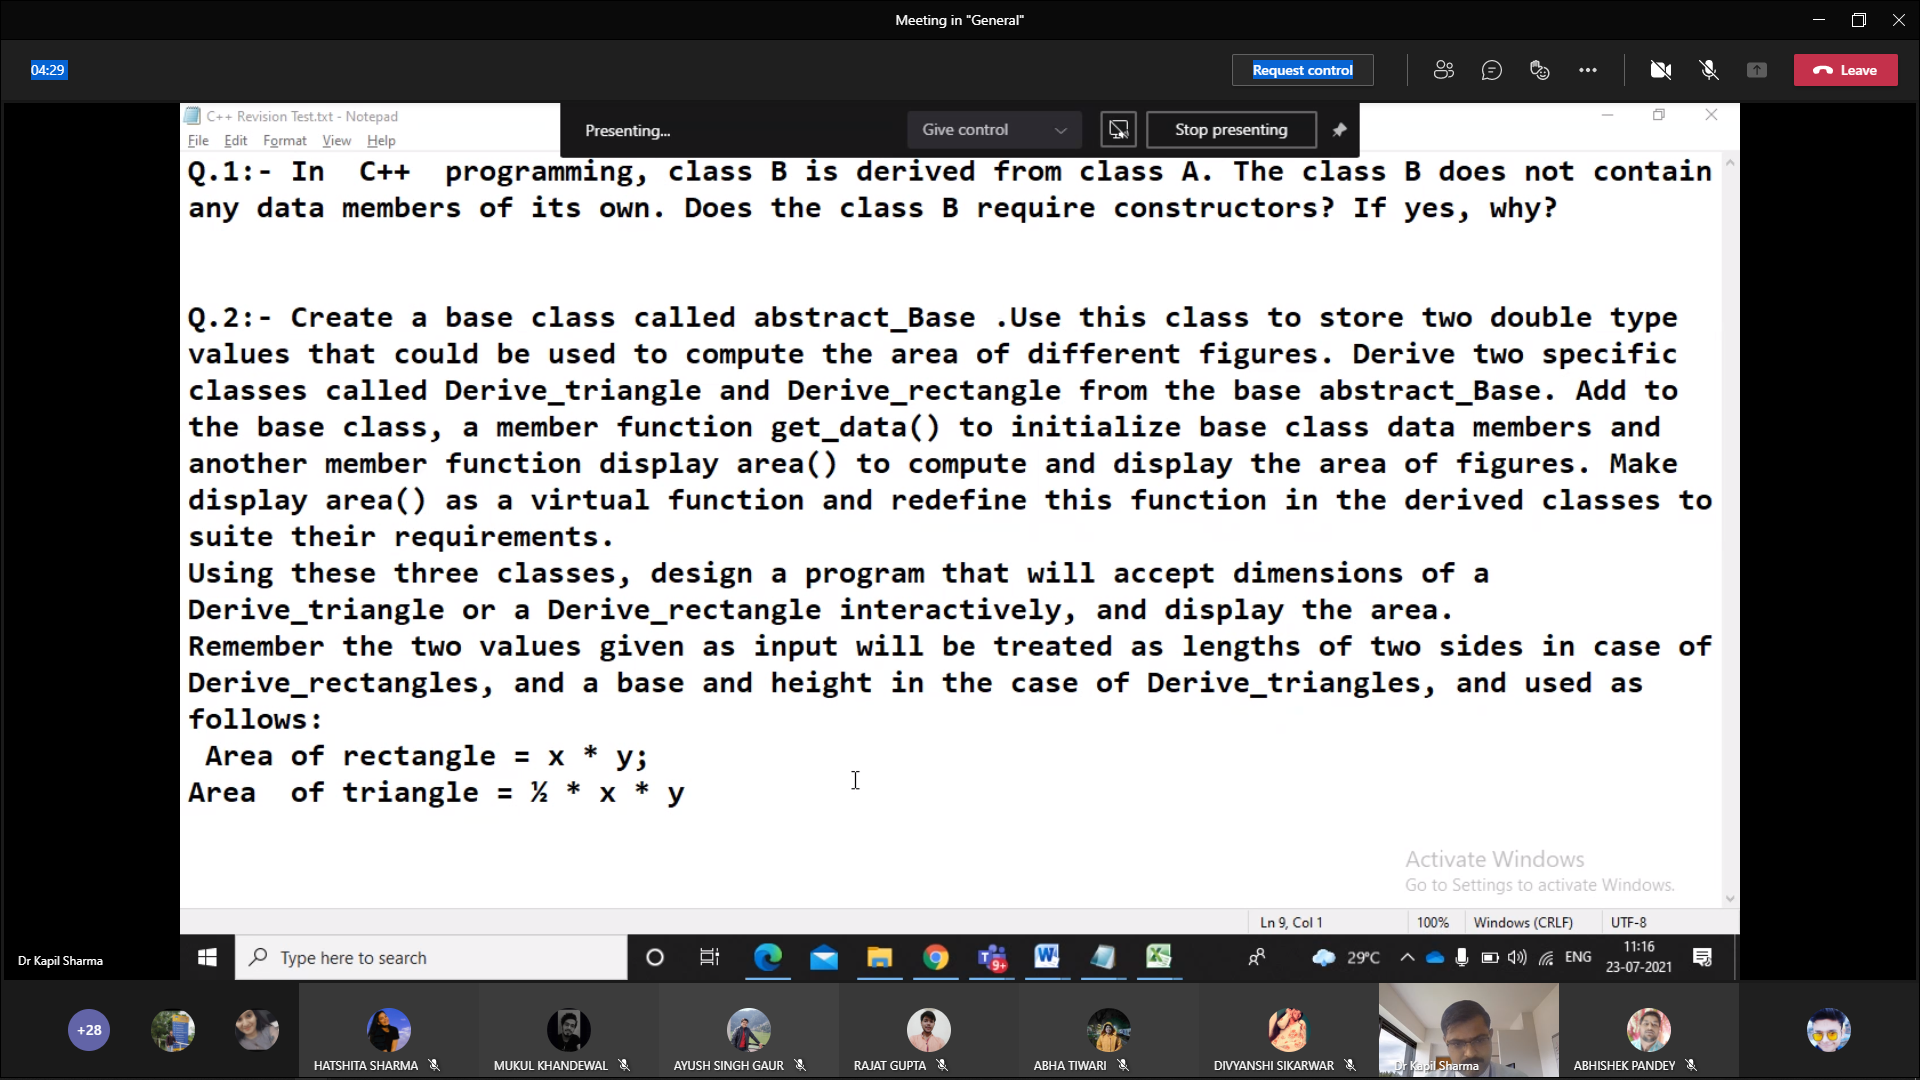 Meeting in "General"
04:29
Request control
Leave
C++ Revision Test.txt - Notepad
Presenting...
Give control
Stop presenting
File Edit Format View Help
Q.1:- In  C++  programming, class B is derived from class A. The class B does not contain
any data members of its own. Does the class B require constructors? If yes, why?
Q.2:- Create a base class called abstract_Base .Use this class to store two double type
values that could be used to compute the area of different figures. Derive two specific
classes called Derive_triangle and Derive_rectangle from the base abstract_Base. Add to
the base class, a member function get_data() to initialize base class data members and
another member function display area() to compute and display the area of figures. Make
display area() as a virtual function and redefine this function in the derived classes to
suite their requirements.
Using these three classes, design a program that will accept dimensions of a
Derive_triangle or a Derive_rectangle interactively, and display the area.
Remember the two values given as input will be treated as lengths of two sides in case of
Derive_rectangles, and a base and height in the case of Derive_triangles, and used as
follows:
Area of rectangle = x * y;
Area  of triangle = ½ * x * y
Activate Windows
Go to Settings to activate Windows.
Ln 9, Col 1
100%
Windows (CRLF)
UTF-8
Dr Kapil Sharma
Type here to search
9+
29°C
ENG
11:16
23-07-2021
+28
HATSHITA SHARMA
MUKUL KHANDEWAL
AYUSH SINGH GAUR
RAJAT GUPTA
ABHA TIWARI
DIVYANSHI SIKARWAR
Dr Kapil Sharma
ABHISHEK PANDEY